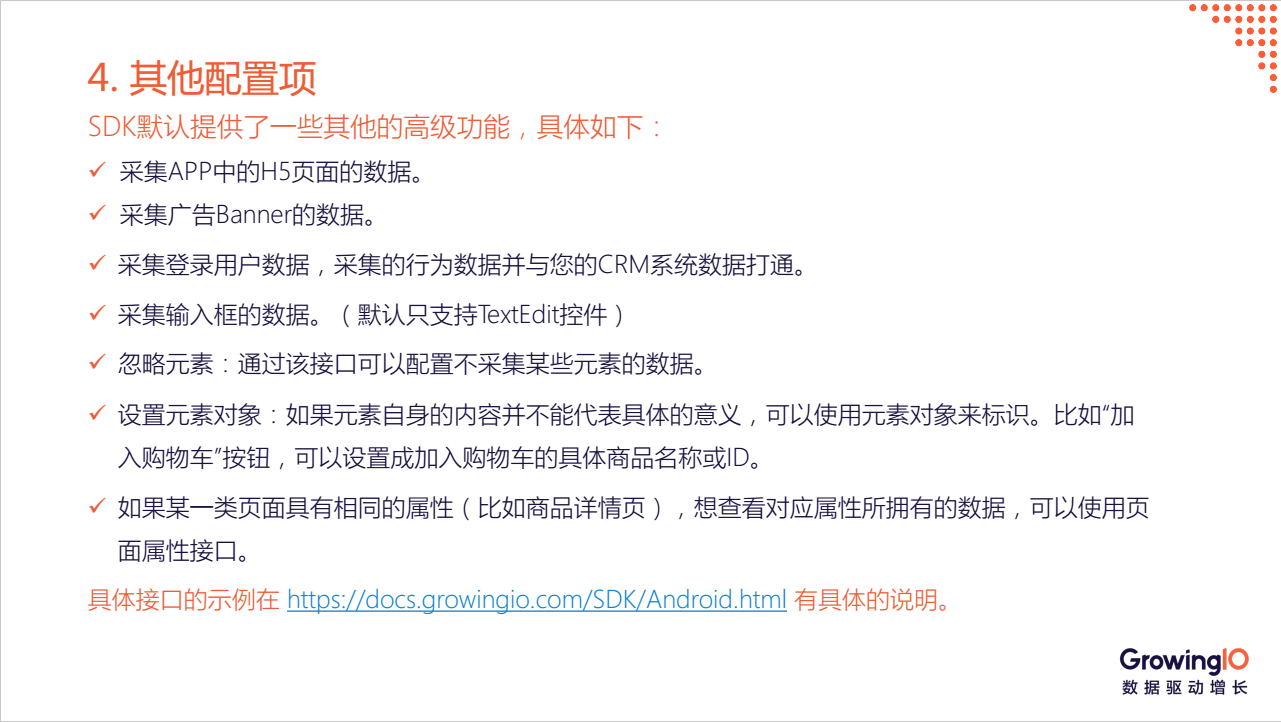 4. 其他配置项
SDK默认提供了一些其他的高级功能，具体如下：
✓ 采集APP中的H5页面的数据。
✓ 采集广告Banner的数据。
✓ 采集登录用户数据，采集的行为数据并与您的CRM系统数据打通。
✓ 采集输入框的数据。（默认只支持TextEdit控件）
✓ 忽略元素：通过该接口可以配置不采集某些元素的数据。
✓ 设置元素对象：如果元素自身的内容并不能代表具体的意义，可以使用元素对象来标识。比如“加
入购物车”按钮，可以设置成加入购物车的具体商品名称或ID。
✓ 如果某一类页面具有相同的属性（比如商品详情页），想查看对应属性所拥有的数据，可以使用页
面属性接口。
具体接口的示例在 https://docs.growingio.com/SDK/Android.html 有具体的说明。
GrowingIO
数据驱动增长